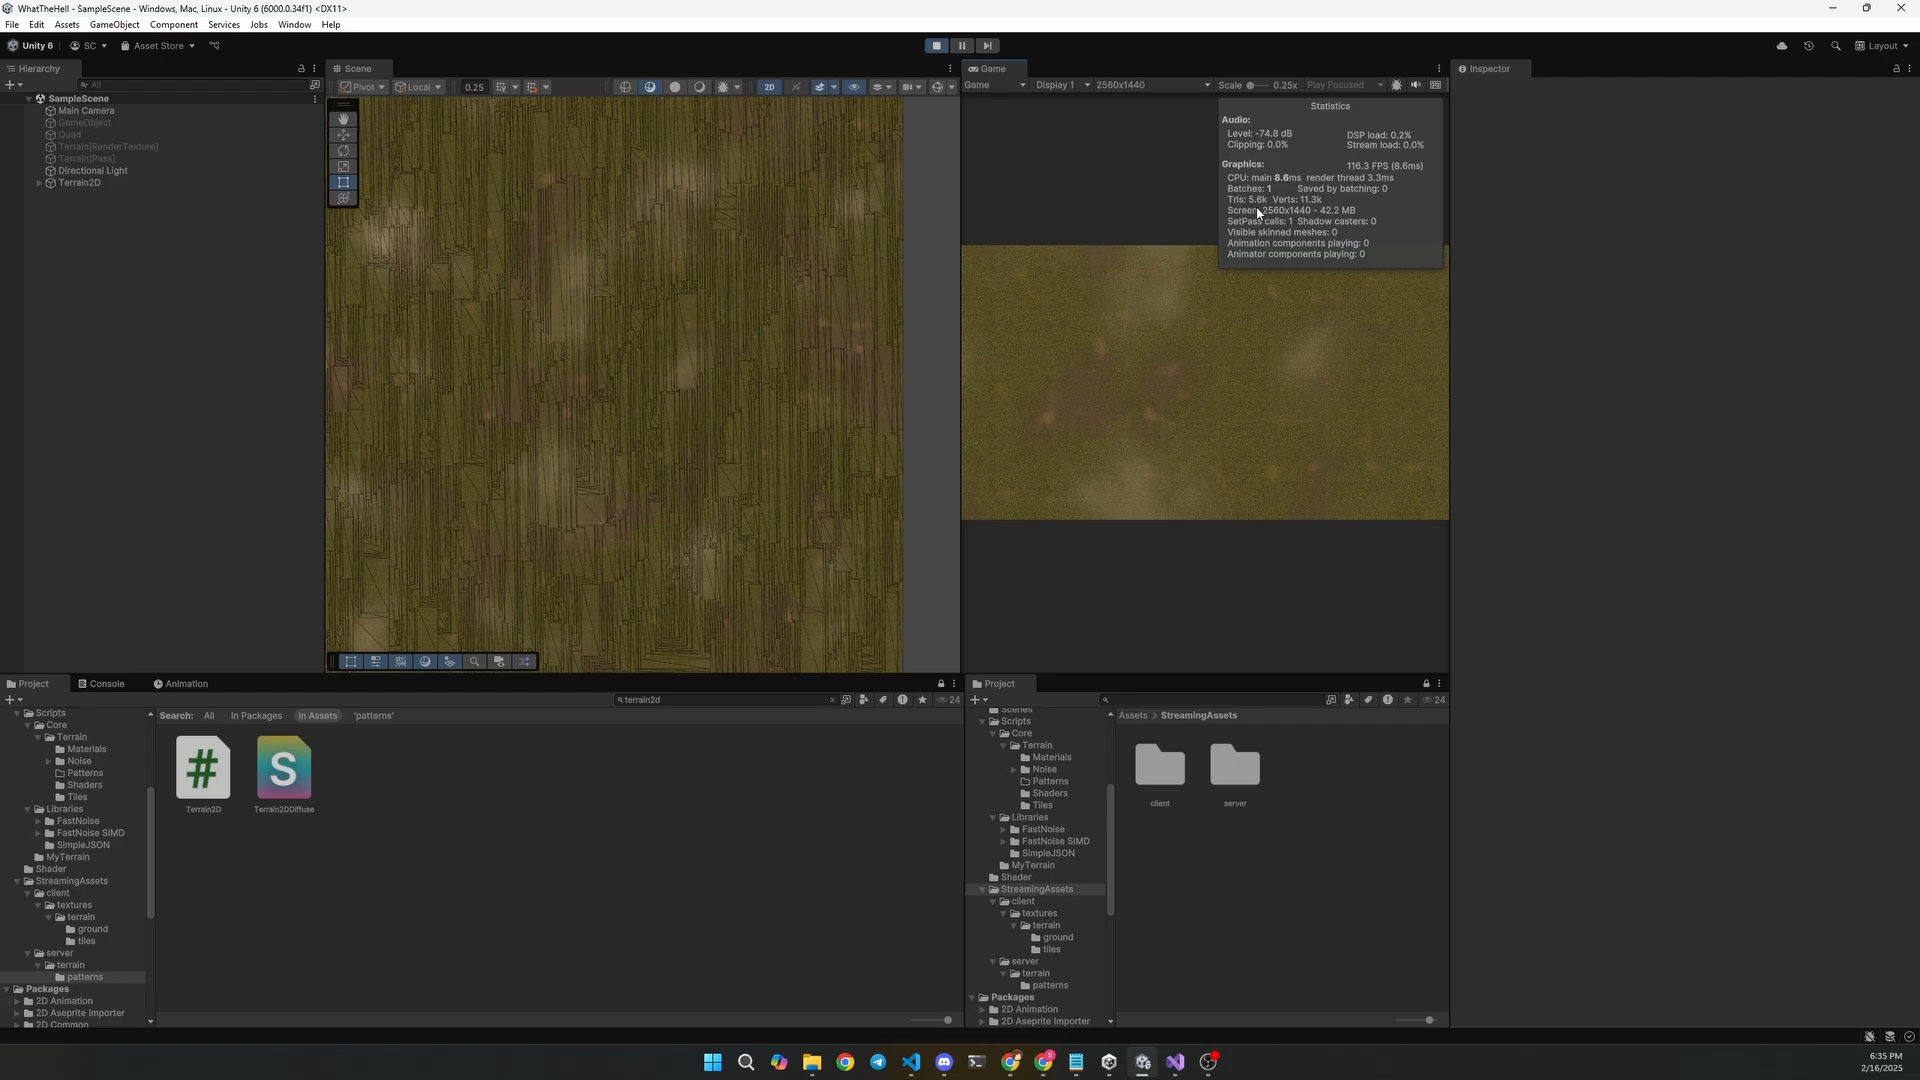 WhatTheHell - SampleScene - Windows, Mac, Linux - Unity 6 (6000.0.34f1) <DX11>
File Edit Assets GameObject Component Services Jobs Window Help
Unity 6 SC Asset Store Layout
Hierarchy
All
SampleScene
Main Camera
GameObject
Quad
Terrain[RenderTexture]
Terrain[Pass]
Directional Light
Terrain2D
Scene
Pivot Local 0.25 2D
Game
Game Display 1 2560x1440 Scale 0.25x Play Focused
Statistics
Audio:
Level: -74.8 dB DSP load: 0.2%
Clipping: 0.0% Stream load: 0.0%
Graphics: 116.3 FPS (8.6ms)
CPU: main 8.6ms render thread 3.3ms
Batches: 1 Saved by batching: 0
Tris: 5.6k Verts: 11.3k
Screen: 2560x1440 - 42.2 MB
SetPass calls: 1 Shadow casters: 0
Visible skinned meshes: 0
Animation components playing: 0
Animator components playing: 0
Inspector
Project Console Animation
terrain2d
24
Search: All In Packages In Assets 'patterns'
Scripts
Core
Terrain
Materials
Noise
Patterns
Shaders
Tiles
Libraries
FastNoise
FastNoise SIMD
SimpleJSON
MyTerrain
Shader
StreamingAssets
client
textures
terrain
ground
tiles
server
terrain
patterns
Packages
2D Animation
2D Aseprite Importer
2D Common
#
Terrain2D
S
Terrain2DDiffuse
Project
24
Assets > StreamingAssets
Scenes
Scripts
Core
Terrain
Materials
Noise
Patterns
Shaders
Tiles
Libraries
FastNoise
FastNoise SIMD
SimpleJSON
MyTerrain
Shader
StreamingAssets
client
textures
terrain
ground
tiles
server
terrain
patterns
Packages
2D Animation
2D Aseprite Importer
client
server
6:35 PM
2/16/2025